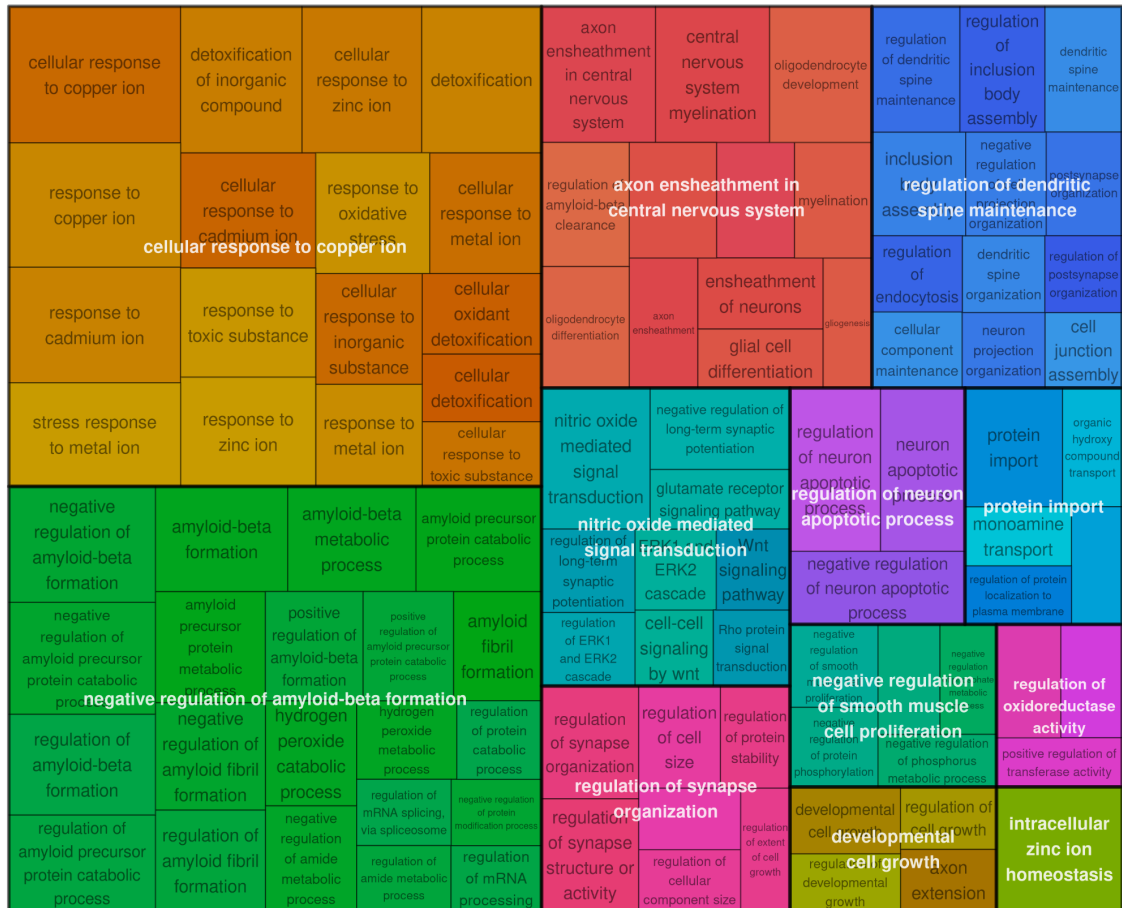 cellular response
to copper ion
detoxification
of inorganic
compound
cellular
response to
zinc ion
detoxification
response to
copper ion
cellular
response to
cadmium ion
response to
oxidative
stress
cellular
response to
metal ion
cellular response to copper ion
response to
cadmium ion
response to
toxic substance
cellular
response to
inorganic
substance
cellular
oxidant
detoxification
cellular
detoxification
stress response
to metal ion
response to
zinc ion
response to
metal ion
cellular
response to
toxic substance
axon
ensheathment
in central
nervous
system
central
nervous
system
myelination
oligodendrocyte
development
regulation of
amyloid-beta
clearance
axon ensheathment in
central nervous system
myelination
oligodendrocyte
differentiation
axon
ensheathment
ensheathment
of neurons
glial cell
differentiation
gliogenesis
regulation
of dendritic
spine
maintenance
regulation
of
inclusion
body
assembly
dendritic
spine
maintenance
inclusion
body
assembly
negative regulation
projection
organization
postsynapse
organization
regulation of dendritic
spine maintenance
regulation
of
endocytosis
dendritic
spine
organization
regulation of
postsynapse
organization
cellular
component
maintenance
neuron
projection
organization
cell
junction
assembly
negative
regulation of
amyloid-beta
formation
amyloid-beta
formation
amyloid-beta
metabolic
process
amyloid precursor
protein catabolic
process
negative
regulation of
amyloid precursor
protein catabolic
process
amyloid
precursor
protein
metabolic
process
positive
regulation of
amyloid-beta
formation
positive
regulation of
amyloid precursor
protein catabolic
process
amyloid
fibril
formation
negative regulation of amyloid-beta formation
regulation of
amyloid-beta
formation
negative
regulation of
amyloid fibril
formation
hydrogen
peroxide
catabolic
process
hydrogen
peroxide metabolic
process
regulation
of protein
catabolic
process
regulation of
amyloid precursor
protein catabolic
process
regulation of
amyloid fibril
formation
negative
regulation
of amide
metabolic
process
regulation of
mRNA splicing,
via spliceosome
negative regulation
of protein
modification process
regulation of
amide metabolic
process
regulation
of mRNA
processing
nitric oxide
mediated
signal
transduction
negative regulation of
long-term synaptic
potentiation
glutamate receptor
signaling pathway
nitric oxide mediated
signal transduction
regulation of
long-term
synaptic
potentiation
ERK1 and
ERK2
cascade
Wnt
signaling
pathway
regulation
of ERK1
and ERK2
cascade
cell-cell
signaling
by wnt
Rho protein
signal
transduction
regulation
of neuron
apoptotic
process
neuron
apoptotic
process
regulation of neuron
apoptotic process
negative regulation
of neuron apoptotic
process
protein
import
organic
hydroxy
compound
transport
protein import
monoamine
transport
regulation of protein
localization to
plasma membrane
regulation
of synapse
organization
regulation
of cell
size
regulation
of protein
stability
regulation of synapse
organization
regulation
of synapse
structure or
activity
regulation of
cellular
component size
regulation
of extent
of cell
growth
negative
regulation
of smooth
proliferation
negative
regulation
metabolic
process
negative regulation
of smooth muscle
cell proliferation
negative
regulation
of protein
phosphorylation
negative regulation
of phosphorus
metabolic process
regulation of
oxidoreductase
activity
positive regulation of
transferase activity
developmental
cell growth
regulation of
cell growth
developmental
cell growth
regulation of
developmental
growth
axon
extension
intracellular
zinc ion
homeostasis